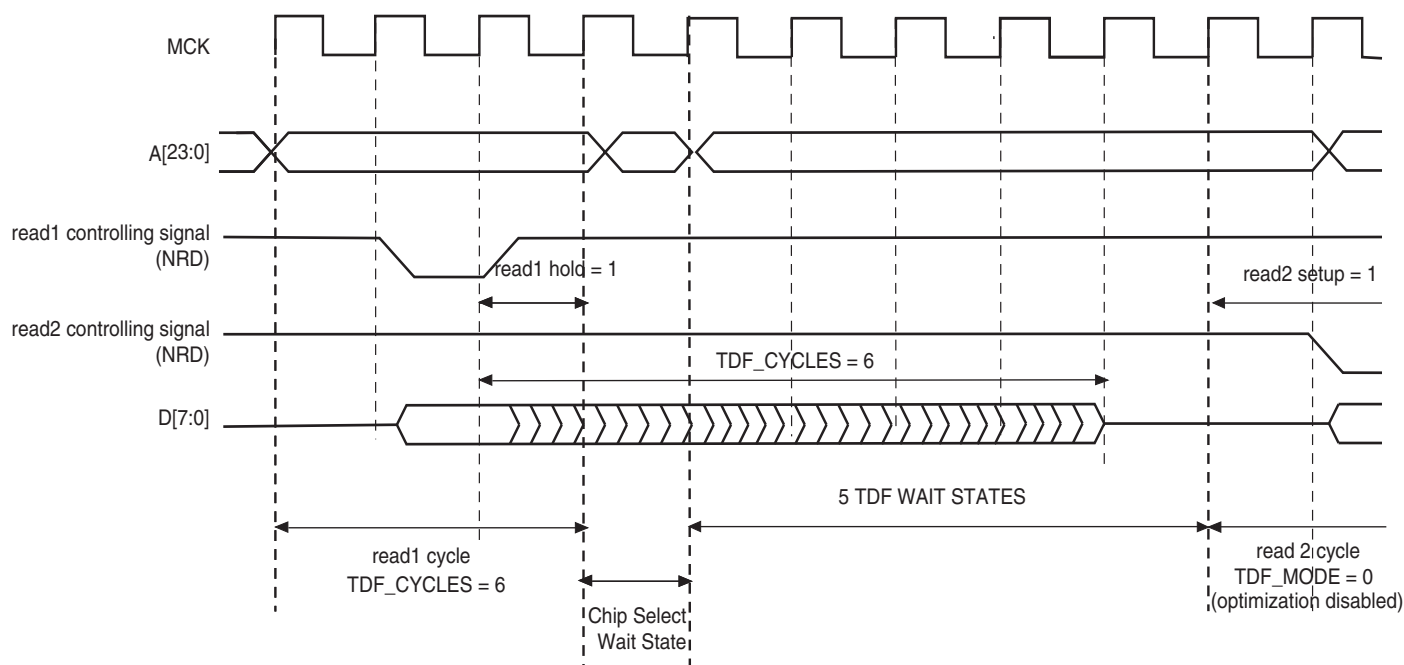 MCK
A[23:0]
read1 controlling signal
(NRD)
read1 hold = 1
read2 setup = 1
read2 controlling signal
(NRD)
TDF_CYCLES = 6
D[7:0]
5 TDF WAIT STATES
read1 cycle
TDF_CYCLES = 6
Chip Select
Wait State
read 2 cycle
TDF_MODE = 0
(optimization disabled)